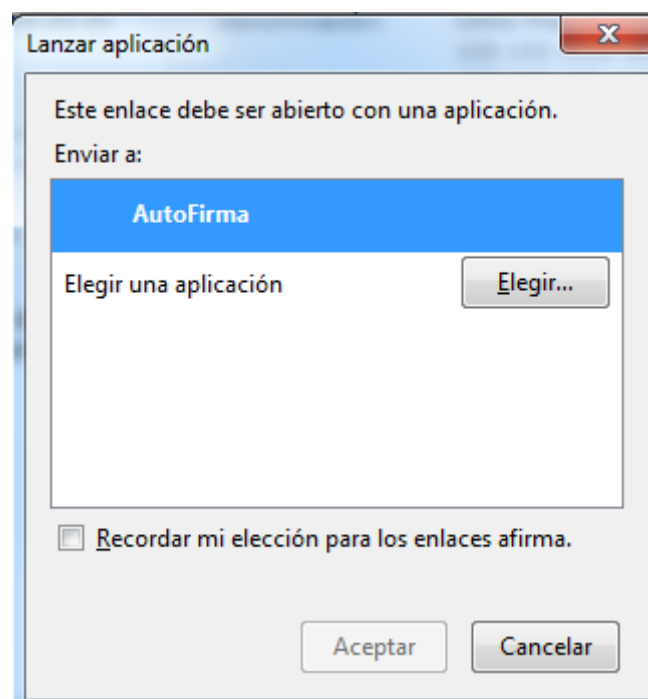 Lanzar aplicación
Este enlace debe ser abierto con una aplicación.
Enviar a:
AutoFirma
Elegir una aplicación
Elegir...
Recordar mi elección para los enlaces afirma.
Aceptar
Cancelar